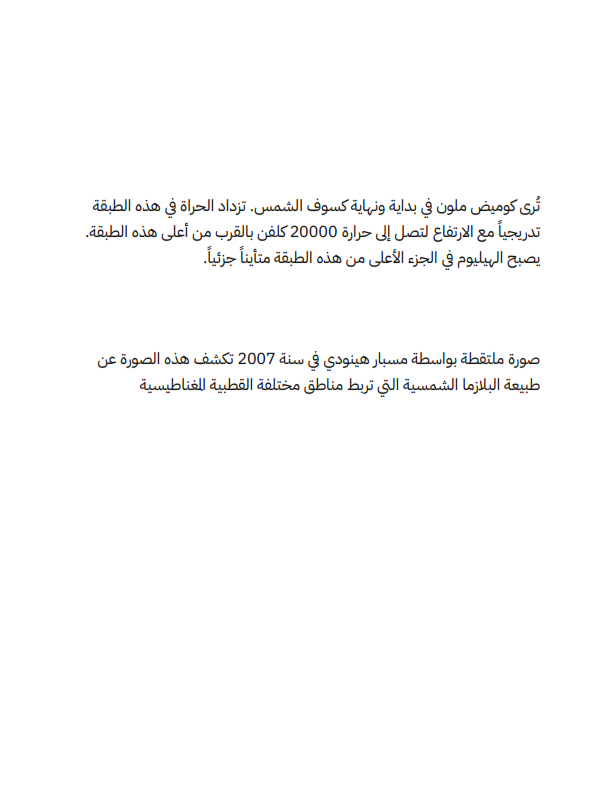 تُرى كوميض ملون في بداية ونهاية كسوف الشمس. تزداد الحراة في هذه الطبقة
تدريجياً مع الارتفاع لتصل إلى حرارة 20000 كلفن بالقرب من أعلى هذه الطبقة.
يصبح الهيليوم في الجزء الأعلى من هذه الطبقة متأيناً جزئياً.
صورة ملتقطة بواسطة مسبار هينودي في سنة 2007 تكشف هذه الصورة عن
طبيعة البلازما الشمسية التي تربط مناطق مختلفة القطبية المغناطيسية